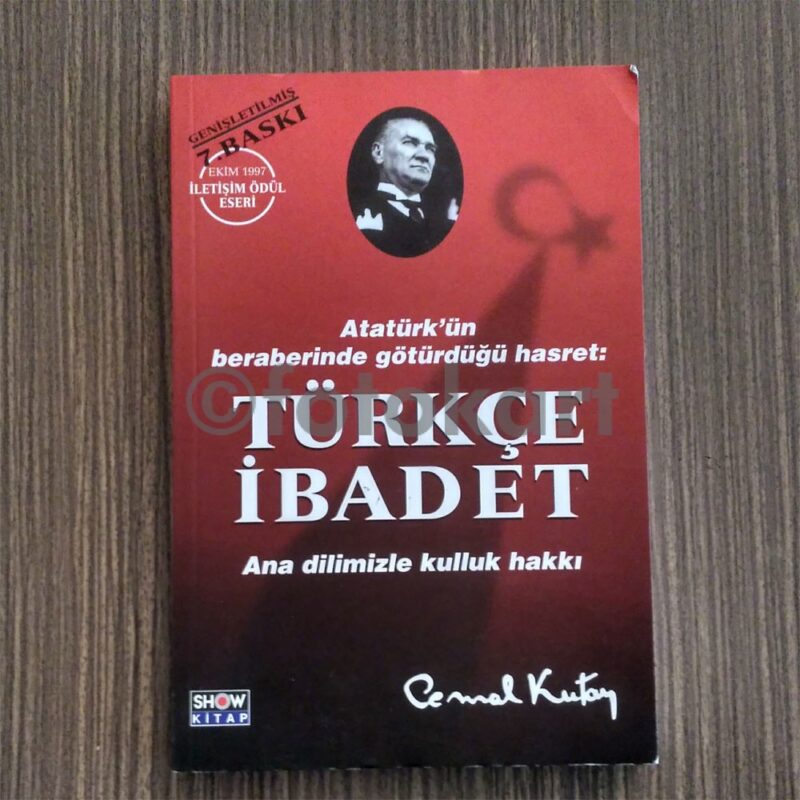 GENİŞLETİLMİŞ
7. BASKI
EKİM 1997
İLETİŞİM ÖDÜL
ESERİ
Atatürk'ün
beraberinde götürdüğü hasret:
©fotokart
TÜRKÇE
İBADET
Ana dilimizle kulluk hakkı
Cemal Kutay
SHOW
KİTAP